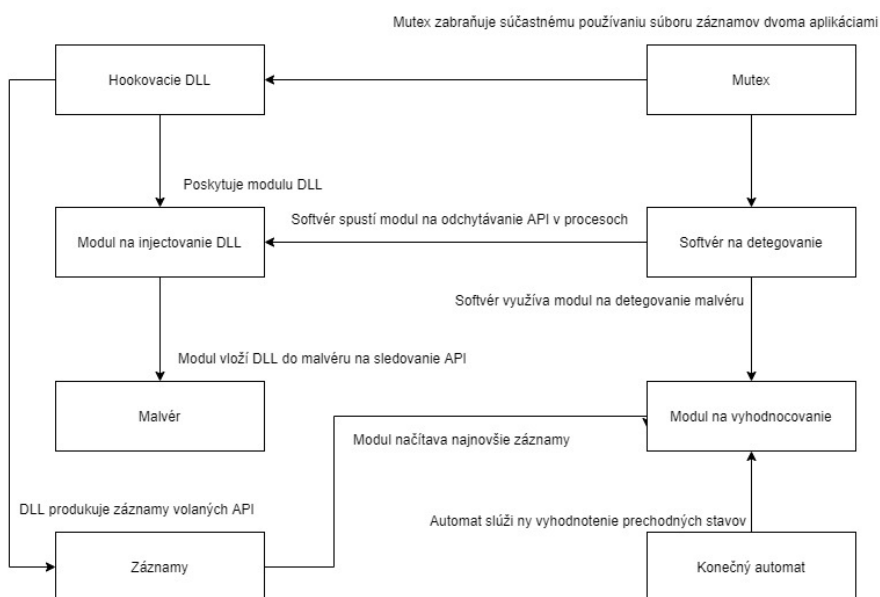 Mutex zabraňuje súčastnému používaniu súboru záznamov dvoma aplikáciami
Hookovacie DLL
Mutex
Poskytuje modulu DLL
Softvér spustí modul na odchytávanie API v procesoch
Modul na injectovanie DLL
Softvér na detegovanie
Softvér využíva modul na detegovanie malvéru
Modul vloží DLL do malvéru na sledovanie API
Malvér
Modul na vyhodnocovanie
Modul načítava najnovšie záznamy
DLL produkuje záznamy volaných API
Automat slúži ny vyhodnotenie prechodných stavov
Záznamy
Konečný automat